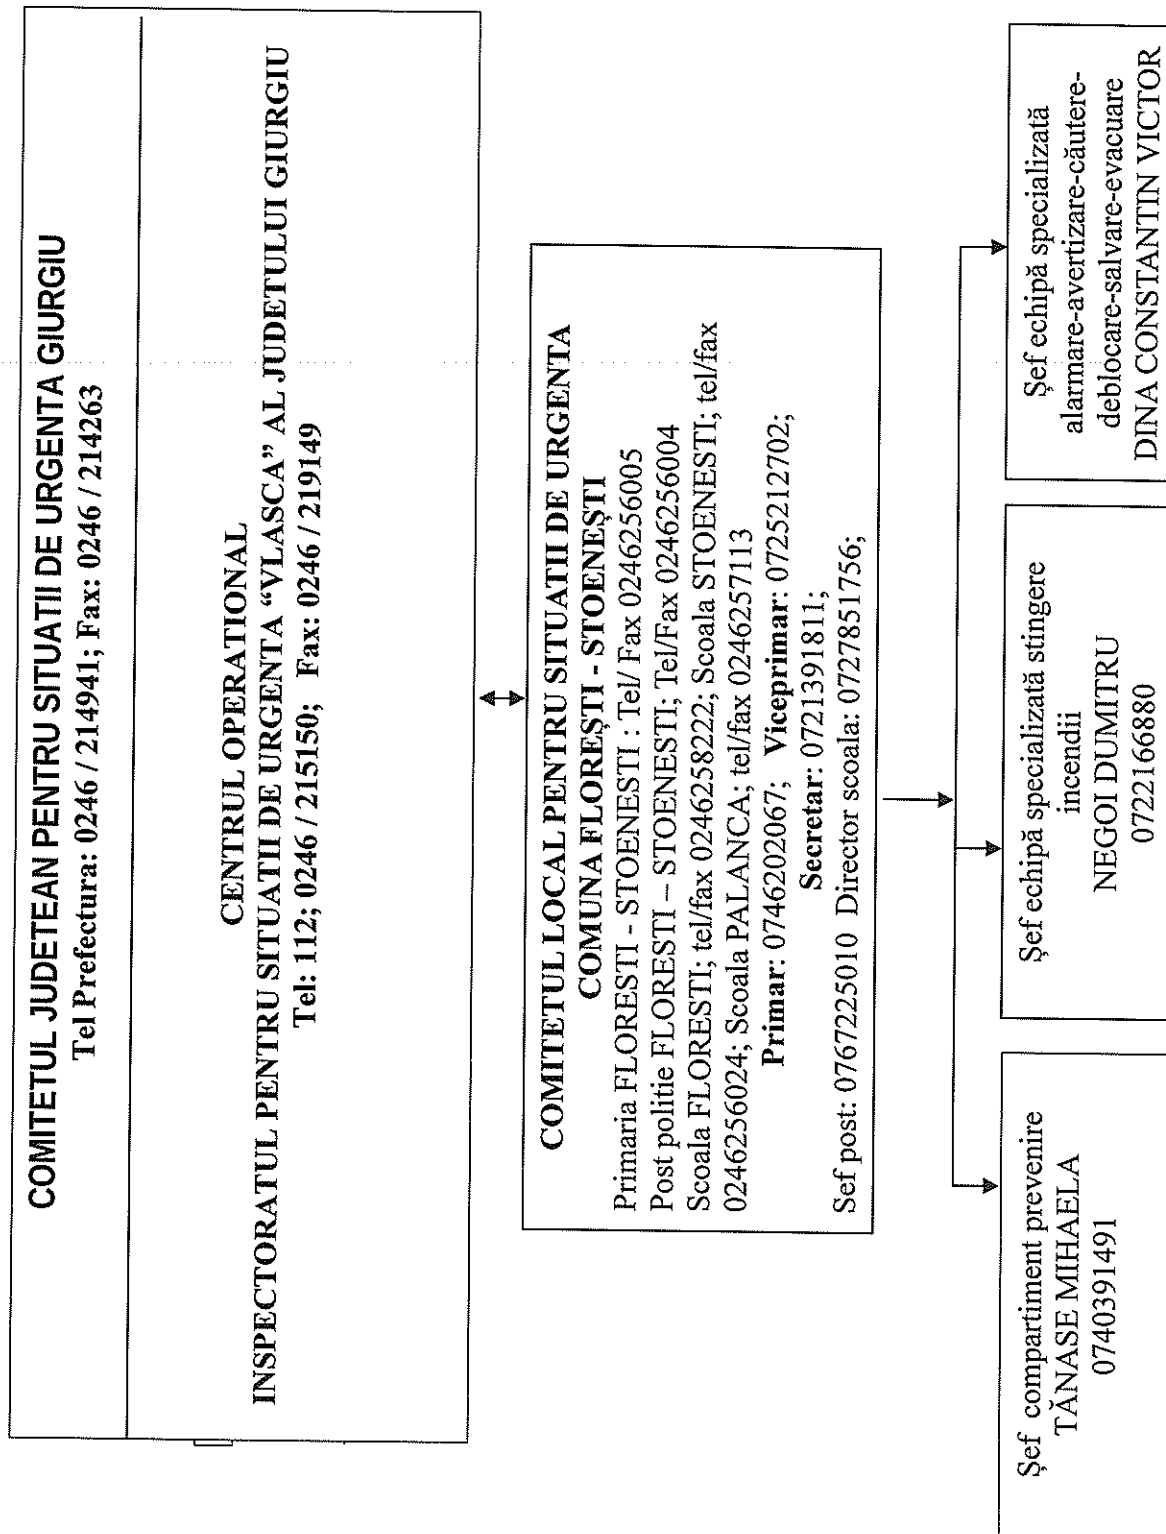 COMITETUL JUDETEAN PENTRU SITUATII DE URGENTA GIURGIU
Tel Prefectura: 0246 / 214941; Fax: 0246 / 214263
CENTRUL OPERATIONAL
INSPECTORATUL PENTRU SITUATII DE URGENTA “VLASCA” AL JUDETULUI GIURGIU
Tel: 112; 0246 / 215150; Fax: 0246 / 219149
COMITETUL LOCAL PENTRU SITUATII DE URGENTA
COMUNA FLOREȘTI - STOENEȘTI
Primaria FLORESTI - STOENESTI : Tel/ Fax 0246256005
Post politie FLORESTI – STOENESTI; Tel/Fax 0246256004
Scoala FLORESTI; tel/fax 0246258222; Scoala STOENESTI; tel/fax
0246256024; Scoala PALANCA; tel/fax 0246257113
Primar: 0746202067; Viceprimar: 0725212702;
Secretar: 0721391811;
Sef post: 0767225010 Director scoala: 0727851756;
Șef compartiment prevenire
TĂNASE MIHAELA
0740391491
Șef echipă specializată stingere
incendii
NEGOI DUMITRU
0722166880
Șef echipă specializată
alarmare-avertizare-căutere-
deblocare-salvare-evacuare
DINA CONSTANTIN VICTOR